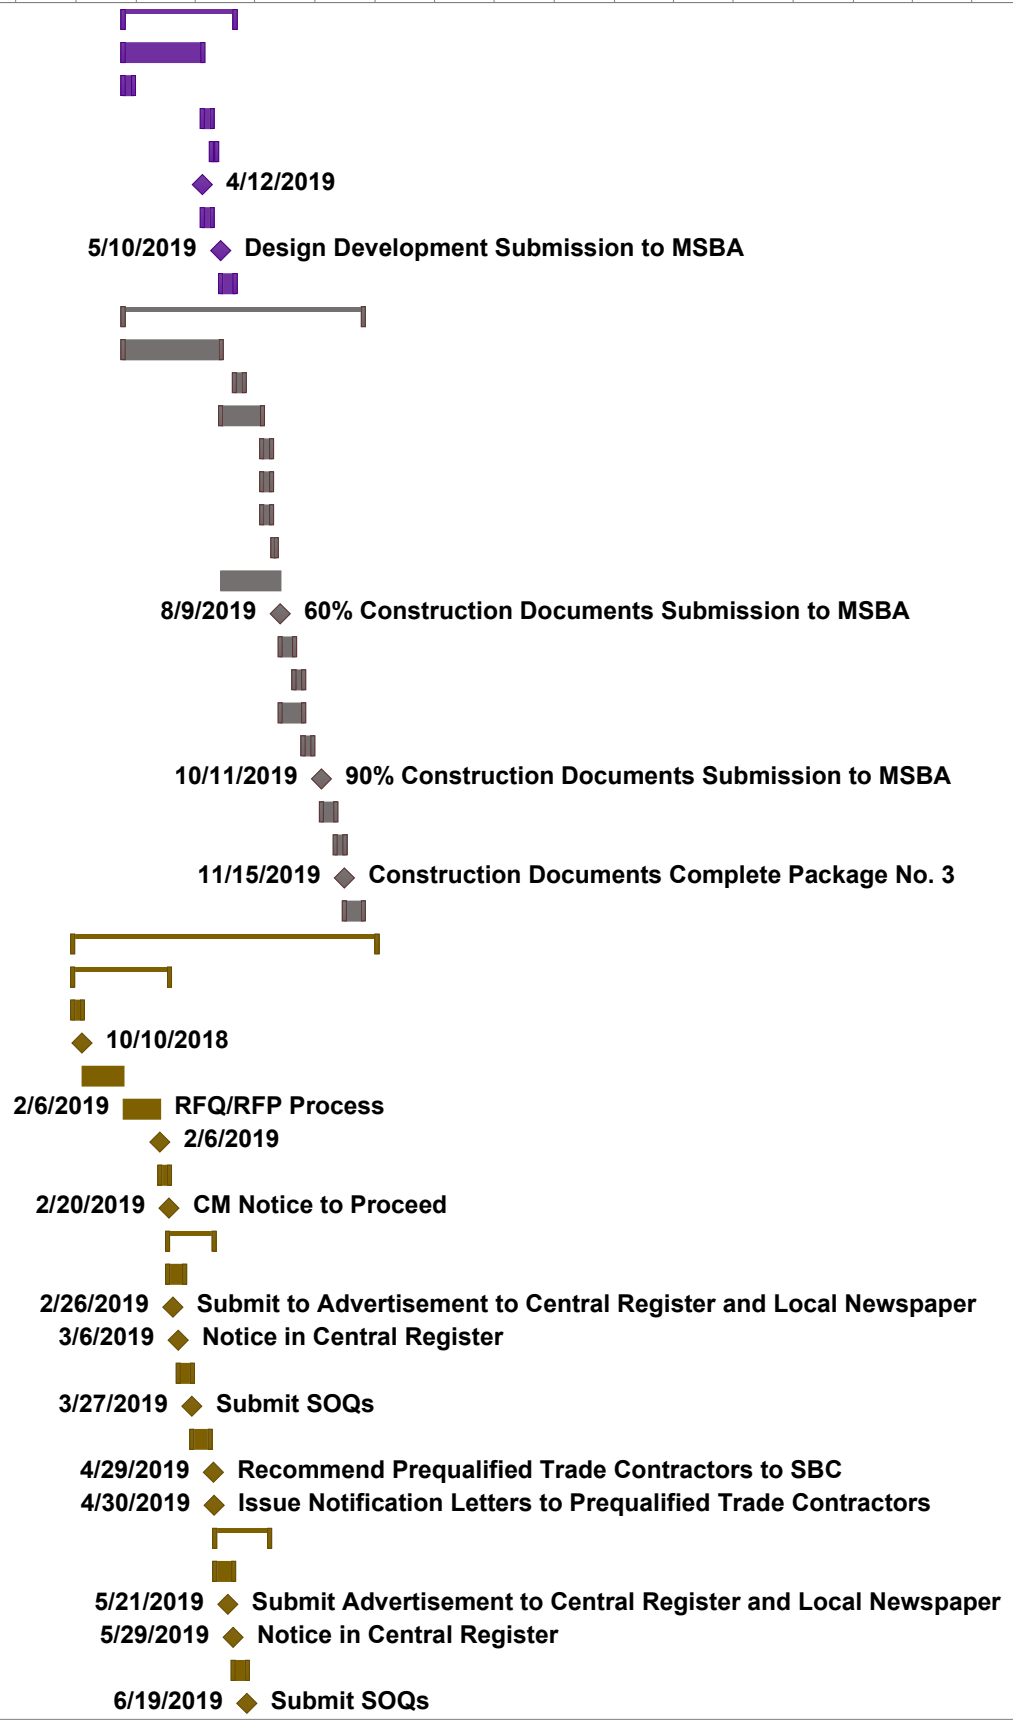 4/12/2019
5/10/2019 Design Development Submission to MSBA
8/9/2019 60% Construction Documents Submission to MSBA
10/11/2019 90% Construction Documents Submission to MSBA
11/15/2019 Construction Documents Complete Package No. 3
10/10/2018
2/6/2019 RFQ/RFP Process
2/6/2019
2/20/2019 CM Notice to Proceed
2/26/2019 Submit to Advertisement to Central Register and Local Newspaper
3/6/2019 Notice in Central Register
3/27/2019 Submit SOQs
4/29/2019 Recommend Prequalified Trade Contractors to SBC
4/30/2019 Issue Notification Letters to Prequalified Trade Contractors
5/21/2019 Submit Advertisement to Central Register and Local Newspaper
5/29/2019 Notice in Central Register
6/19/2019 Submit SOQs